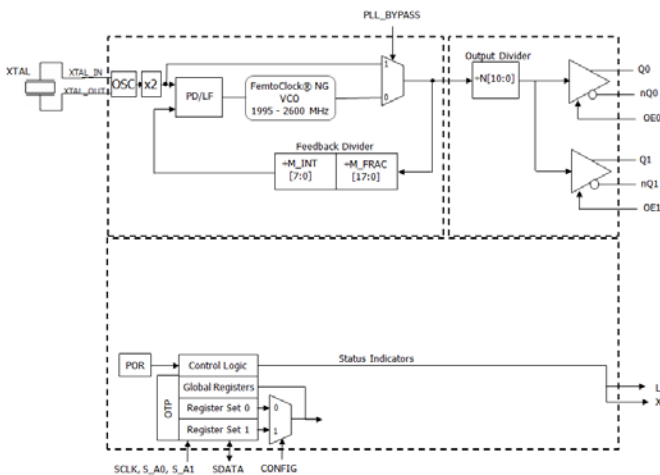 PLL_BYPASS
XTAL
XTAL_IN
XTAL_OUT
OSC
x2
PD/LF
FemtoClock® NG
VCO
1995 - 2600 MHz
1
0
Output Divider
÷N[10:0]
Q0
nQ0
OE0
Feedback Divider
÷M_INT
[7:0]
÷M_FRAC
[17:0]
Q1
nQ1
OE1
POR
Control Logic
Status Indicators
Global Registers
OTP
Register Set 0
0
Register Set 1
1
L
X
SCLK, S_A0, S_A1
SDATA
CONFIG